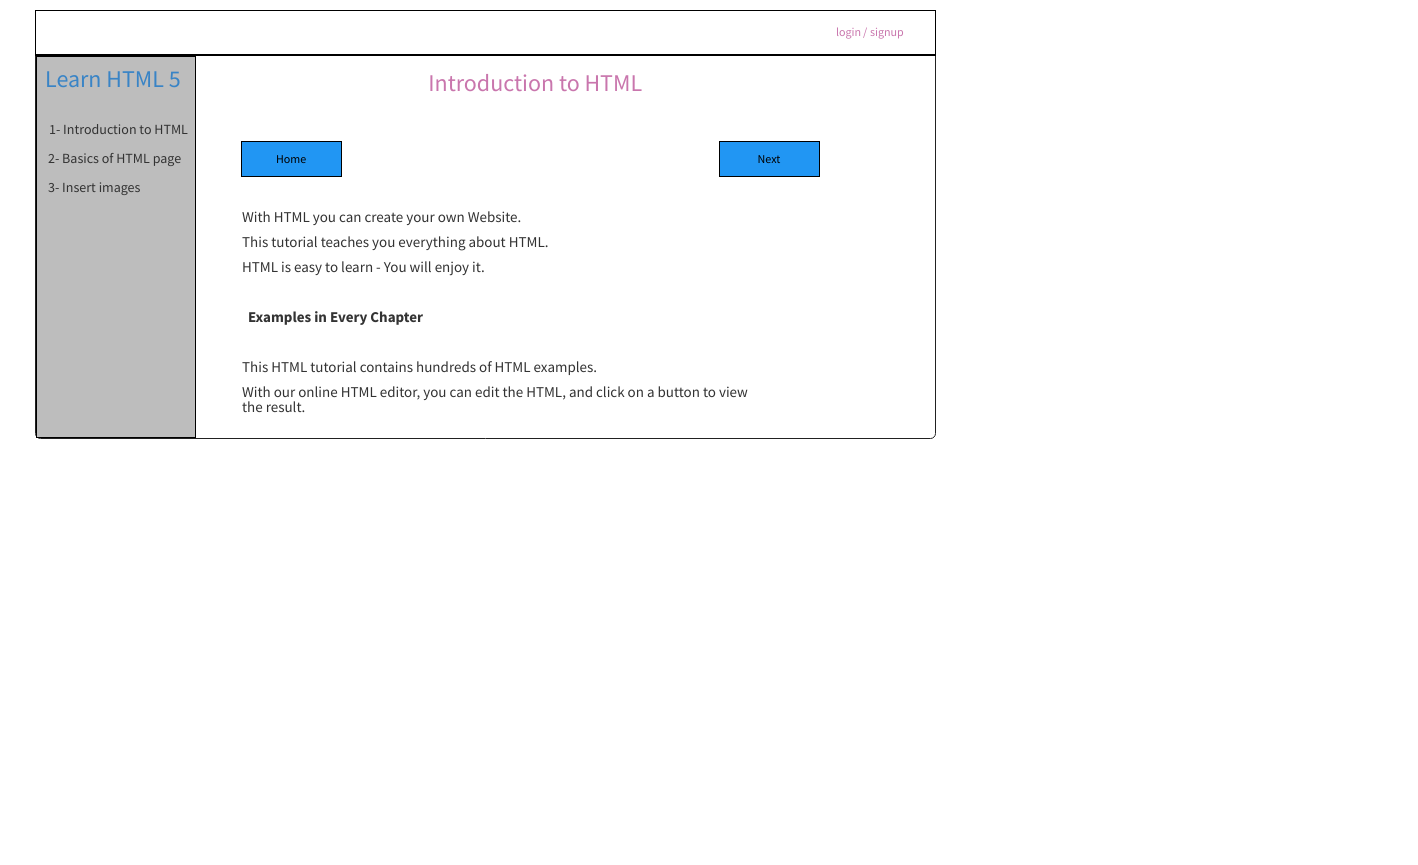 login / signup
Learn HTML 5
1- Introduction to HTML
2- Basics of HTML page
3- Insert images
Introduction to HTML
Home
Next
With HTML you can create your own Website.
This tutorial teaches you everything about HTML.
HTML is easy to learn - You will enjoy it.
Examples in Every Chapter
This HTML tutorial contains hundreds of HTML examples.
With our online HTML editor, you can edit the HTML, and click on a button to view
the result.